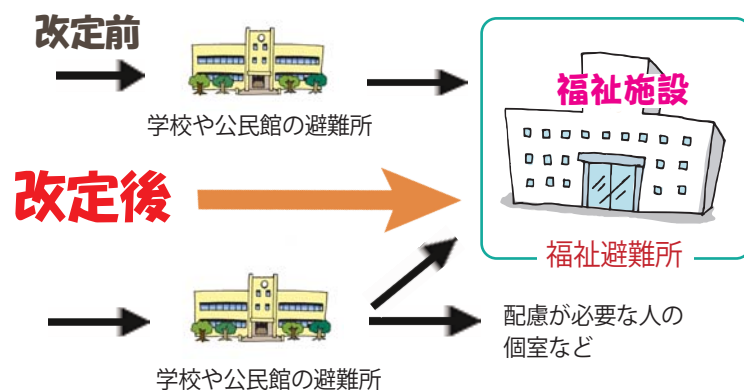 改定前
学校や公民館の避難所
福祉施設
改定後
福祉避難所
学校や公民館の避難所
配慮が必要な人の
個室など